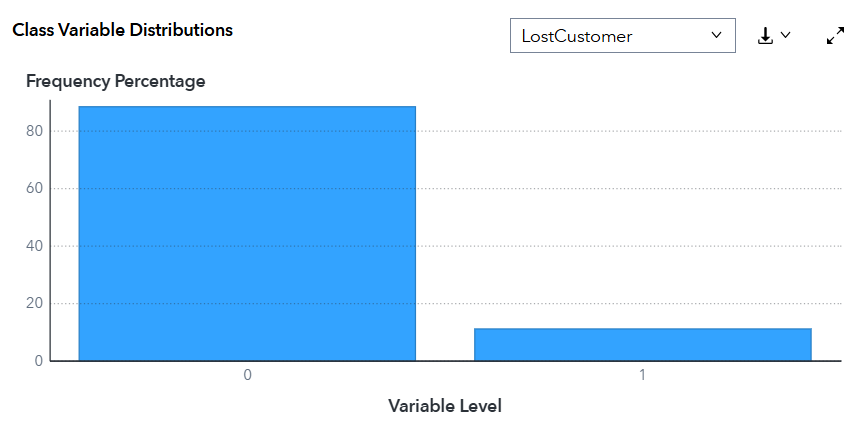 Class Variable Distributions
LostCustomer
Frequency Percentage
80
60
40
20
0
0 1
Variable Level